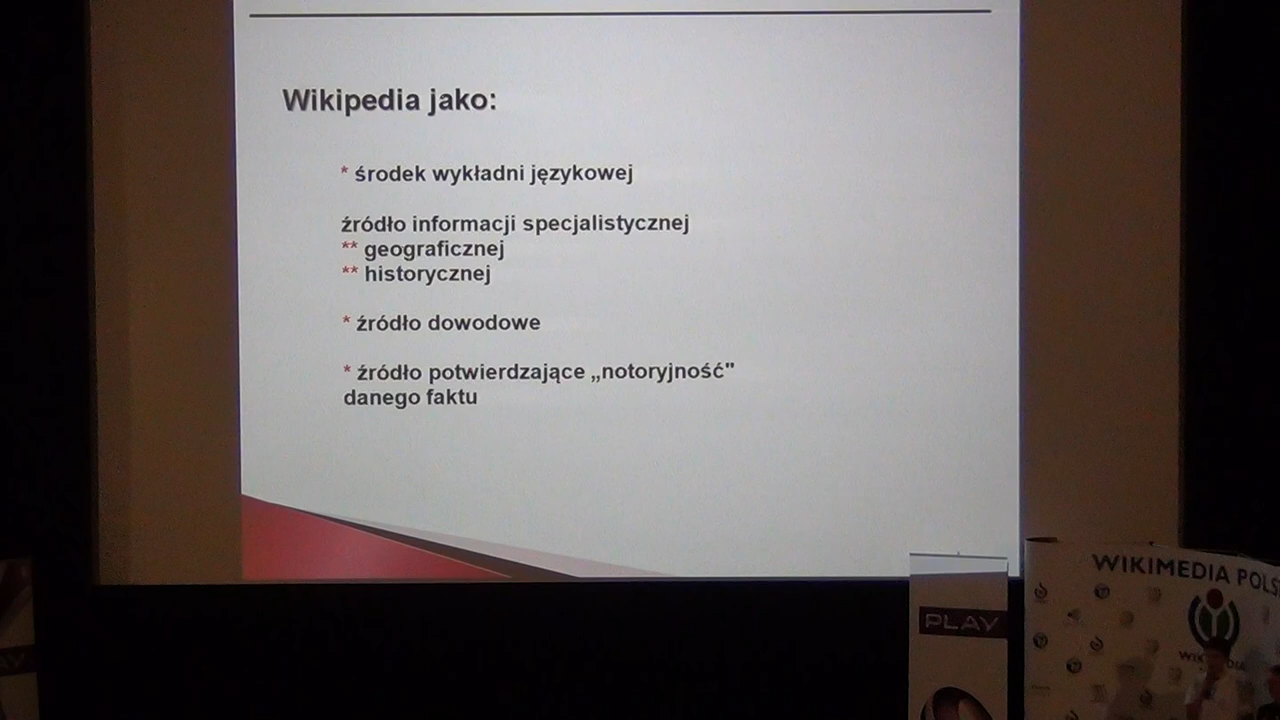 Wikipedia jako:
* środek wykładni językowej
źródło informacji specjalistycznej
** geograficznej
** historycznej
* źródło dowodowe
* źródło potwierdzające „notoryjność"
danego faktu
WIKIMEDIA POLS
PLAY